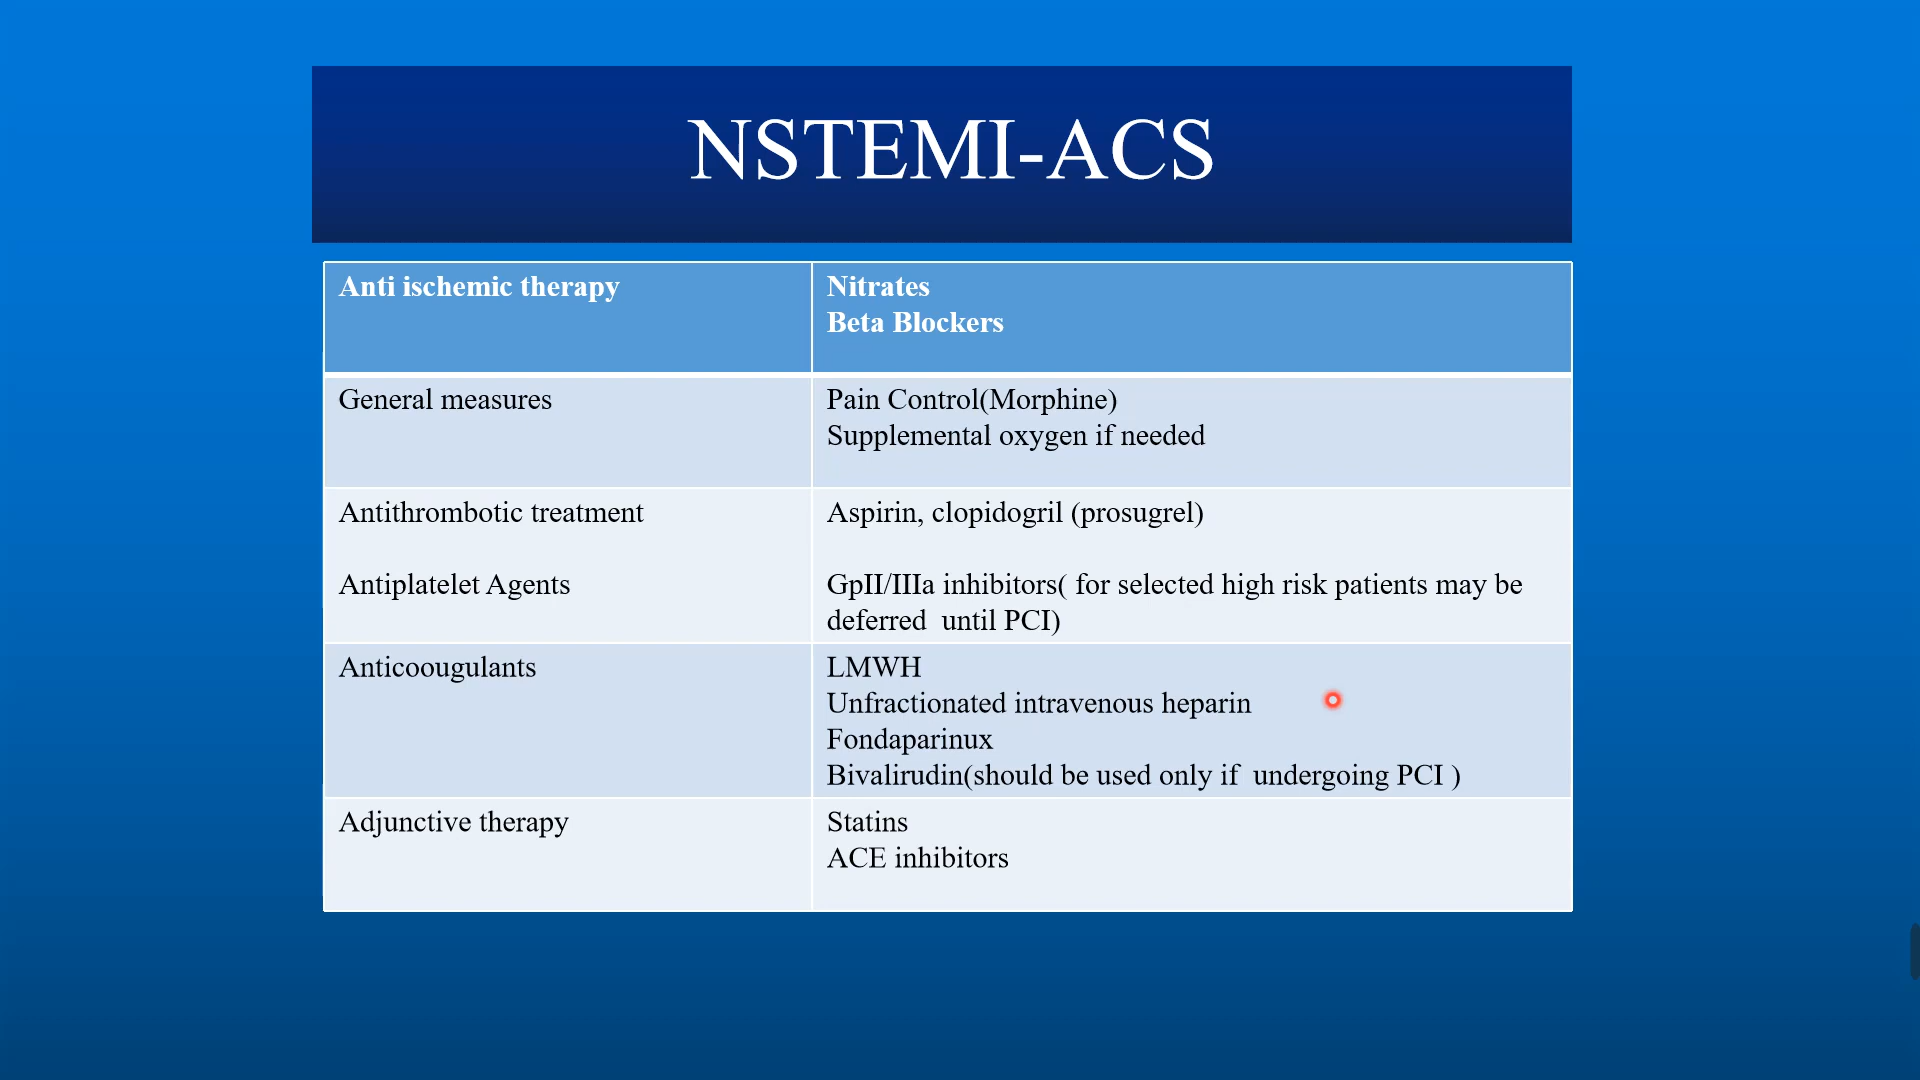 NSTEMI-ACS
Anti ischemic therapy
Nitrates
Beta Blockers
General measures
Pain Control(Morphine)
Supplemental oxygen if needed
Antithrombotic treatment
Aspirin, clopidogril (prosugrel)
Antiplatelet Agents
GpII/IIIa inhibitors( for selected high risk patients may be
deferred  until PCI)
Anticoougulants
LMWH
Unfractionated intravenous heparin
Fondaparinux
Bivalirudin(should be used only if  undergoing PCI )
Adjunctive therapy
Statins
ACE inhibitors